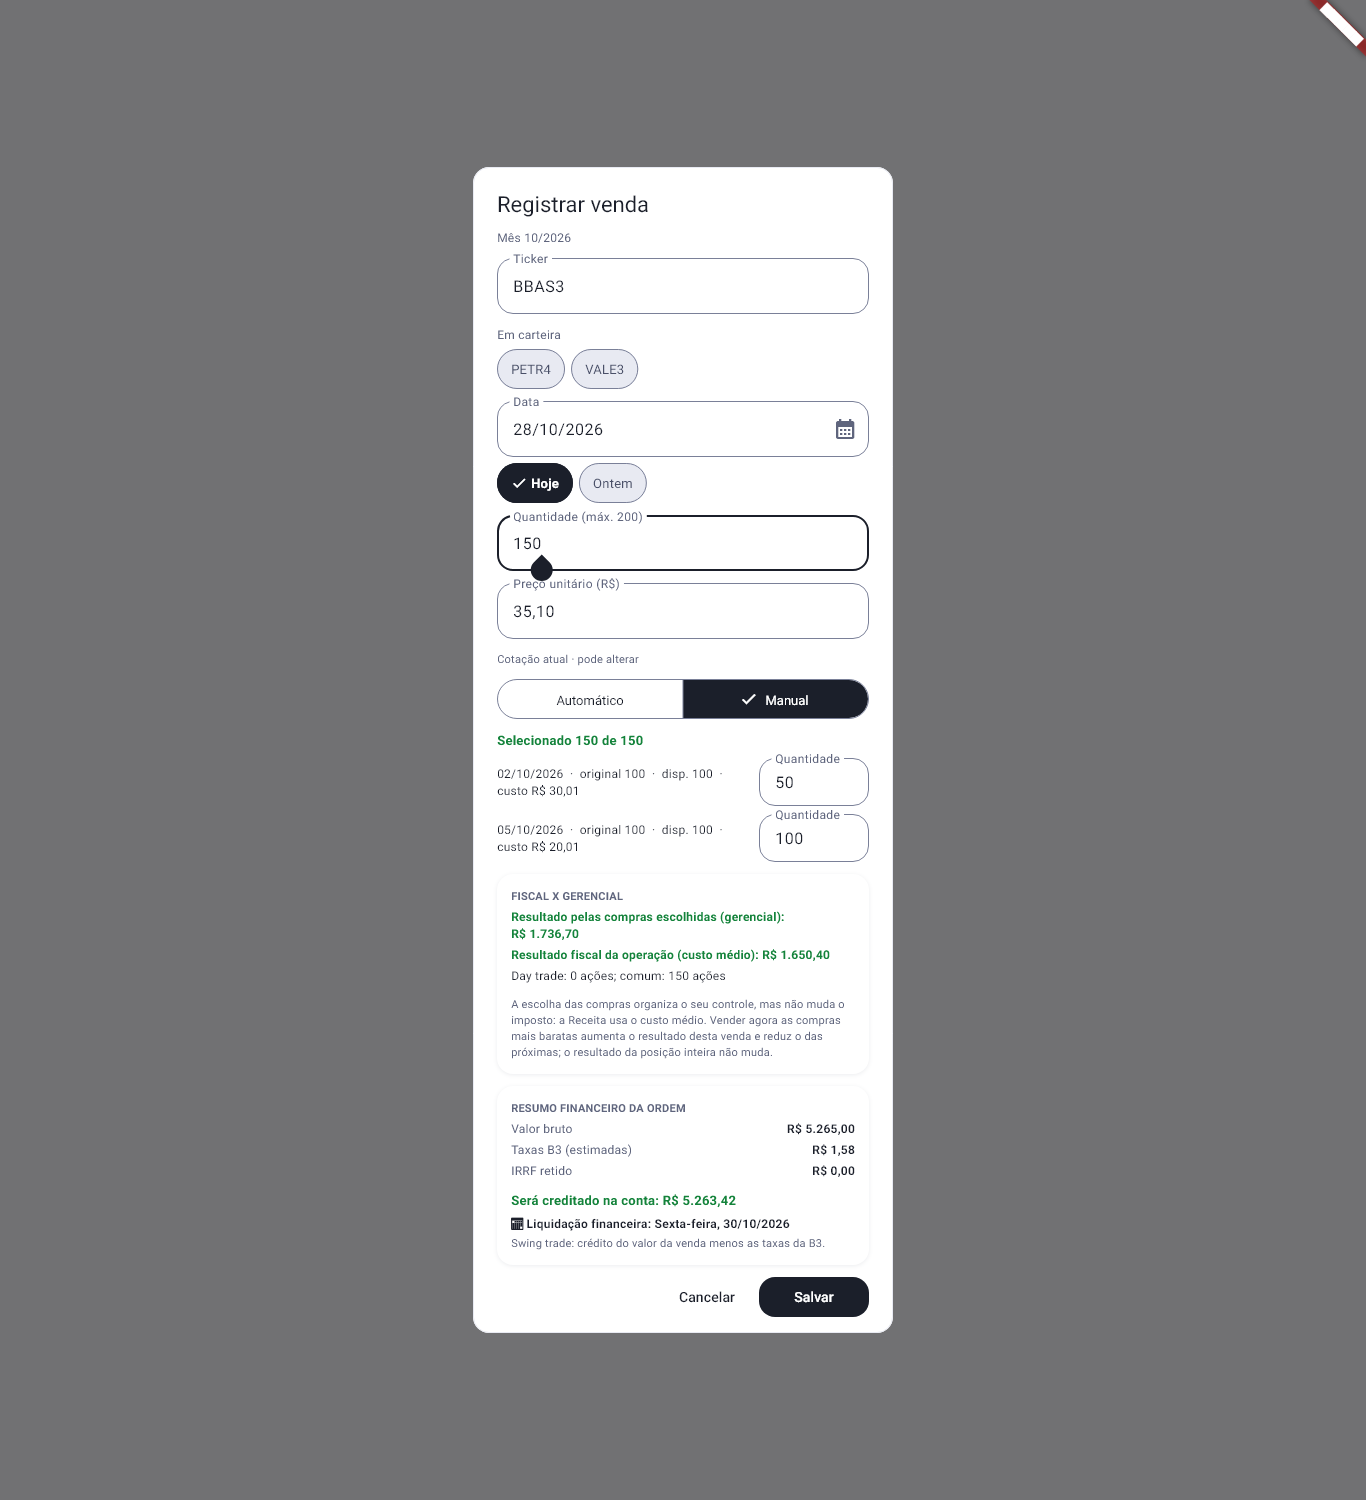 Registrar venda
Mês 10/2026
Ticker
BBAS3
Em carteira
PETR4
VALE3
Data
28/10/2026
Hoje
Ontem
Quantidade (máx. 200)
150
Preço unitário (R$)
35,10
Cotação atual · pode alterar
Automático
Manual
Selecionado 150 de 150
02/10/2026 · original 100 · disp. 100 ·
custo R$ 30,01
Quantidade
50
05/10/2026 · original 100 · disp. 100 ·
custo R$ 20,01
Quantidade
100
FISCAL X GERENCIAL
Resultado pelas compras escolhidas (gerencial):
R$ 1.736,70
Resultado fiscal da operação (custo médio): R$ 1.650,40
Day trade: 0 ações; comum: 150 ações
A escolha das compras organiza o seu controle, mas não muda o
imposto: a Receita usa o custo médio. Vender agora as compras
mais baratas aumenta o resultado desta venda e reduz o das
próximas; o resultado da posição inteira não muda.
RESUMO FINANCEIRO DA ORDEM
Valor bruto R$ 5.265,00
Taxas B3 (estimadas) R$ 1,58
IRRF retido R$ 0,00
Será creditado na conta: R$ 5.263,42
Liquidação financeira: Sexta-feira, 30/10/2026
Swing trade: crédito do valor da venda menos as taxas da B3.
Cancelar
Salvar